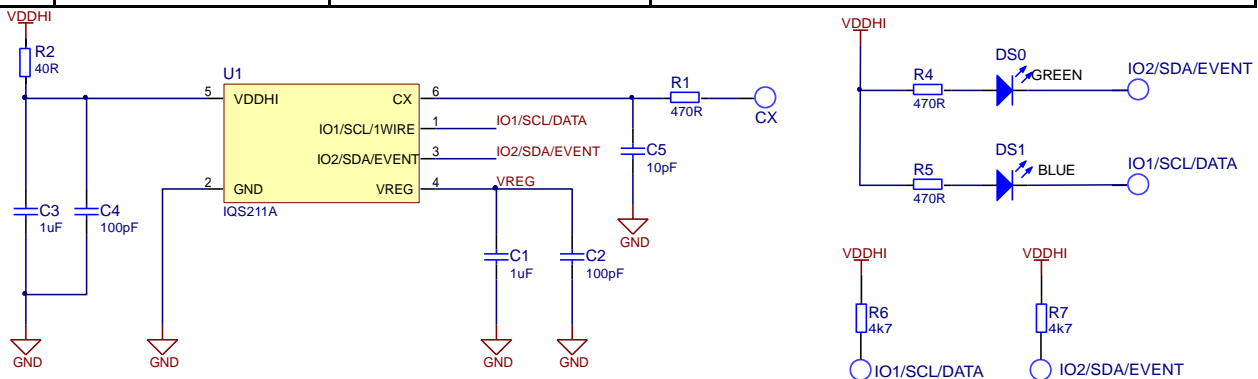 VDDHI
R2
40R
C3
1uF
C4
100pF
GND
GND
U1
5 VDDHI
CX 6
IO1/SCL/1WIRE 1
IO2/SDA/EVENT 3
2 GND
VREG 4
IQS211A
IO1/SCL/DATA
IO2/SDA/EVENT
VREG
C1
1uF
C2
100pF
GND
GND
C5
10pF
GND
R1
470R
CX
VDDHI
R4
470R
DS0
GREEN
IO2/SDA/EVENT
R5
470R
DS1
BLUE
IO1/SCL/DATA
VDDHI
R6
4k7
IO1/SCL/DATA
VDDHI
R7
4k7
IO2/SDA/EVENT